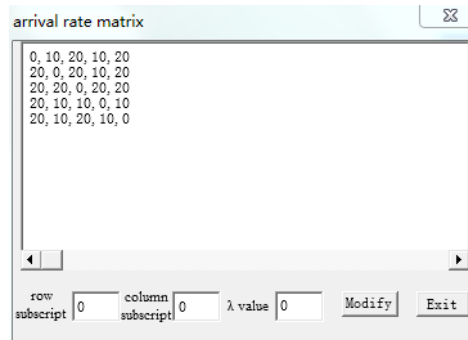 arrival rate matrix
0, 10, 20, 10, 20
20, 0, 20, 10, 20
20, 20, 0, 20, 20
20, 10, 10, 0, 10
20, 10, 20, 10, 0
row subscript 0 column subscript 0 λ value 0 Modify Exit